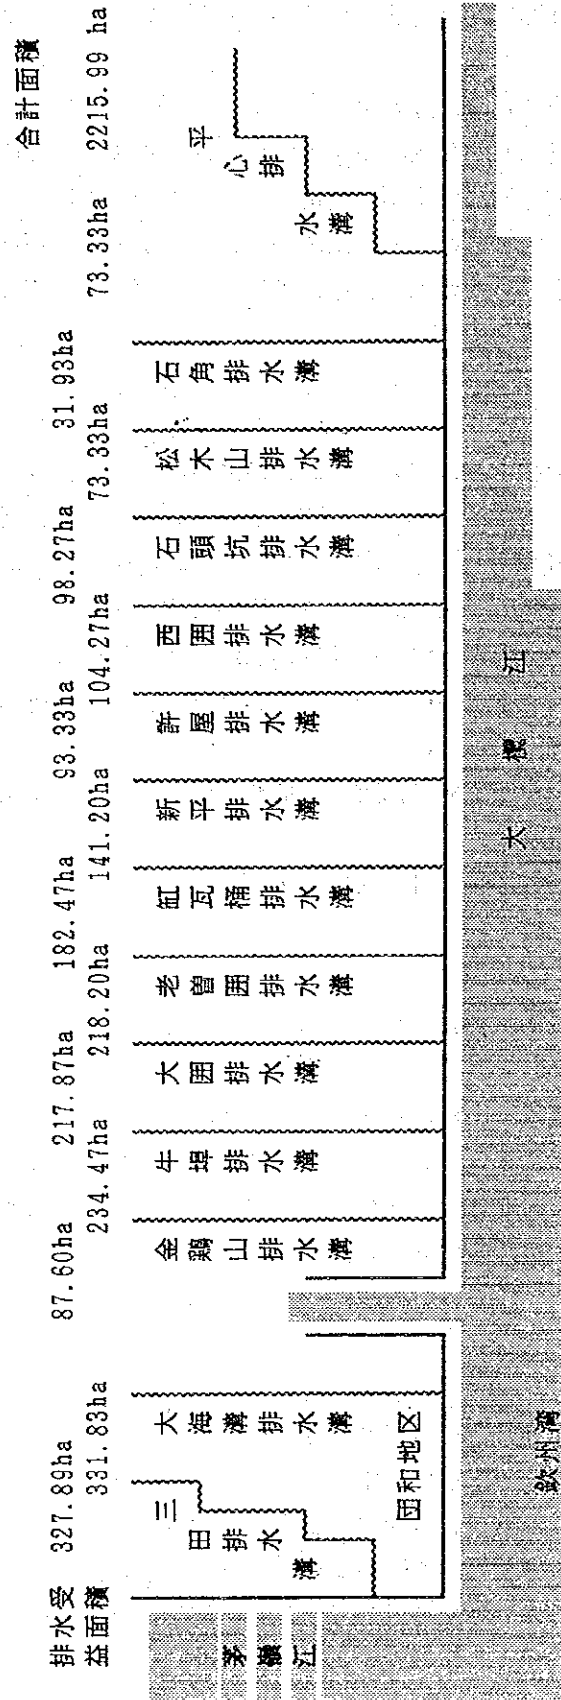 合計面積
排水受
327.89ha
87.60ha
217.87ha
182.47ha
93.33ha
98.27ha
31.93ha
益面積
331.83ha
234.47ha
218.20ha
141.20ha
104.27ha
73.33ha
73.33ha
2215.99 ha
三田排水溝
大海溝排水溝
金鶏山排水溝
牛 排水溝
大囲排水溝
老曽囲排水溝
缸瓦桶排水溝
新平排水溝
許屋排水溝
西囲排水溝
石頭坑排水溝
松木山排水溝
石角排水溝
平心排水溝
団和地区
茅嶺江
大欖江
欽州湾